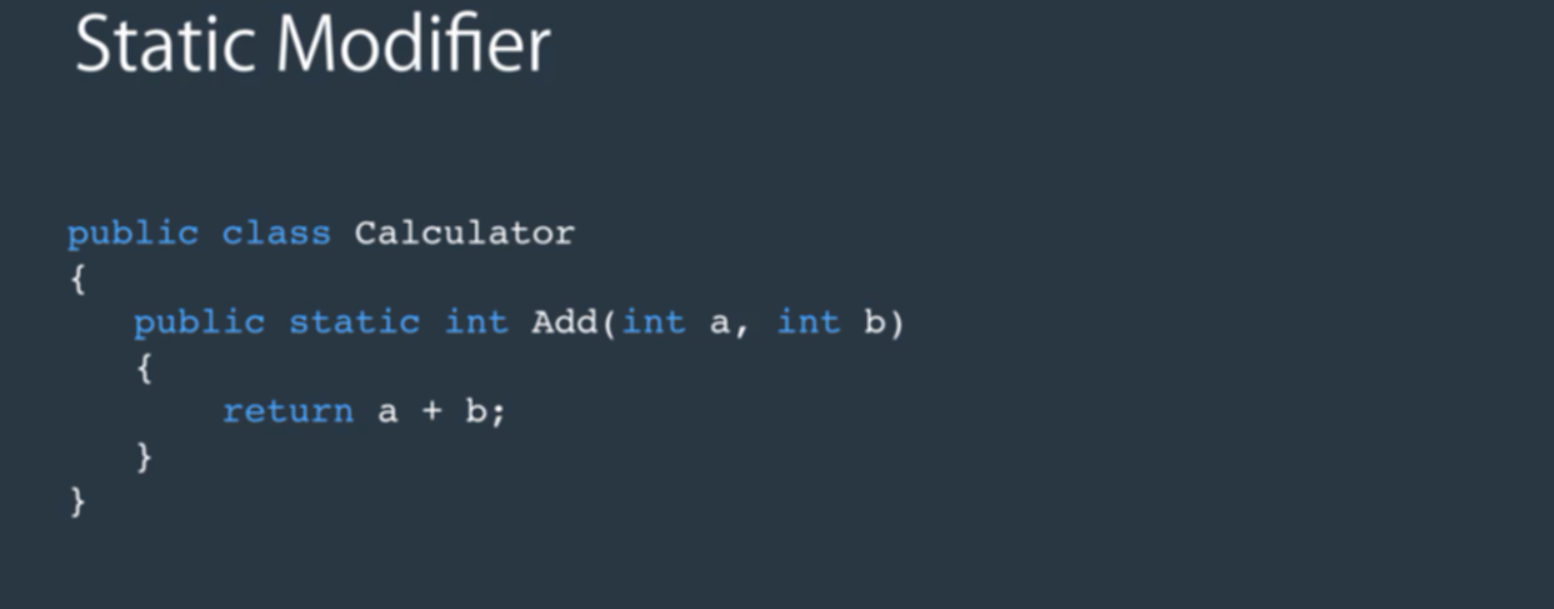 Static Modifier
public class Calculator
{
public static int Add(int a, int b)
{
return a + b;
}
}